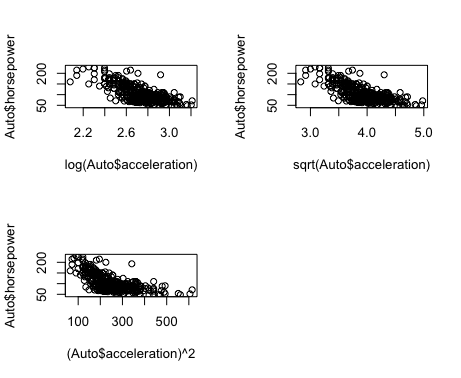 Auto$horsepower
200
50
2.2 2.6 3.0
log(Auto$acceleration)
Auto$horsepower
200
50
3.0 4.0 5.0
sqrt(Auto$acceleration)
Auto$horsepower
200
50
100 300 500
(Auto$acceleration)^2